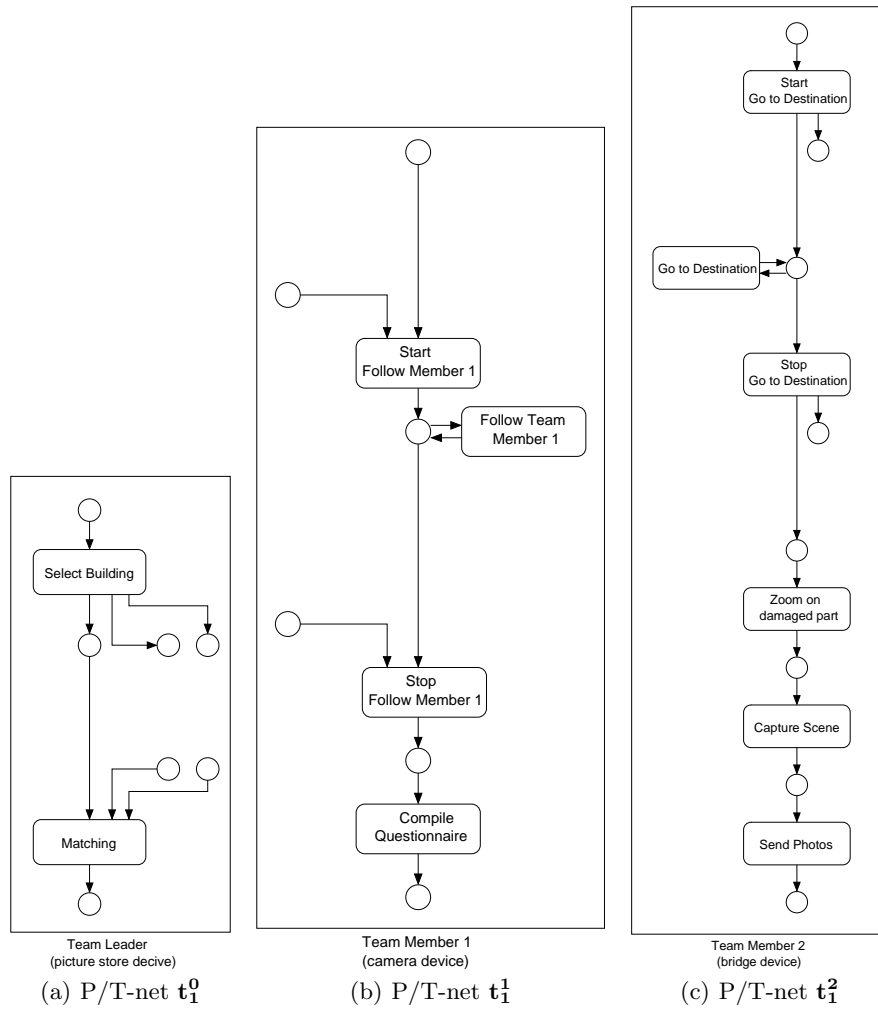 Select Building
Matching
Team Leader
(picture store decive)
(a) P/T-net t₁⁰
Start
Follow Member 1
Follow Team
Member 1
Stop
Follow Member 1
Compile
Questionnaire
Team Member 1
(camera device)
(b) P/T-net t₁¹
Start
Go to Destination
Go to Destination
Stop
Go to Destination
Zoom on
damaged part
Capture Scene
Send Photos
Team Member 2
(bridge device)
(c) P/T-net t₁²